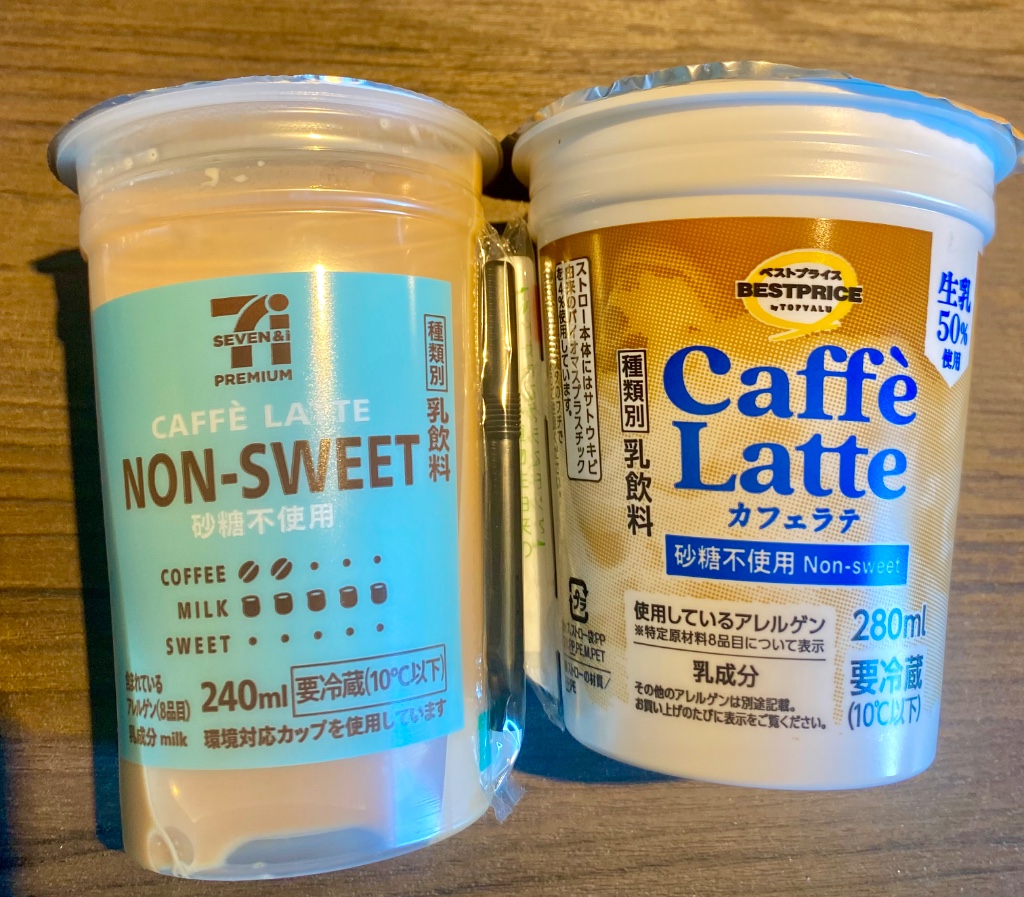 SEVEN&i
PREMIUM
CAFFÈ LATTE
NON-SWEET
砂糖不使用
種類別 乳飲料
COFFEE
MILK
SWEET
含まれている
アレルゲン(8品目)
乳成分 milk
240ml
要冷蔵(10℃以下)
環境対応カップを使用しています
ストロー本体にはサトウキビ
由来のバイオマスプラスチック
を4%使用しています。
種類別 乳飲料
ベストプライス
BESTPRICE
by TOPVALU
生乳
50%
使用
Caffè
Latte
カフェラテ
砂糖不使用 Non-sweet
プラ
使用しているアレルゲン
※特定原材料8品目について表示
乳成分
その他のアレルゲンは別途記載。
お買い上げのたびに表示をご覧ください。
280ml
要冷蔵
(10℃以下)